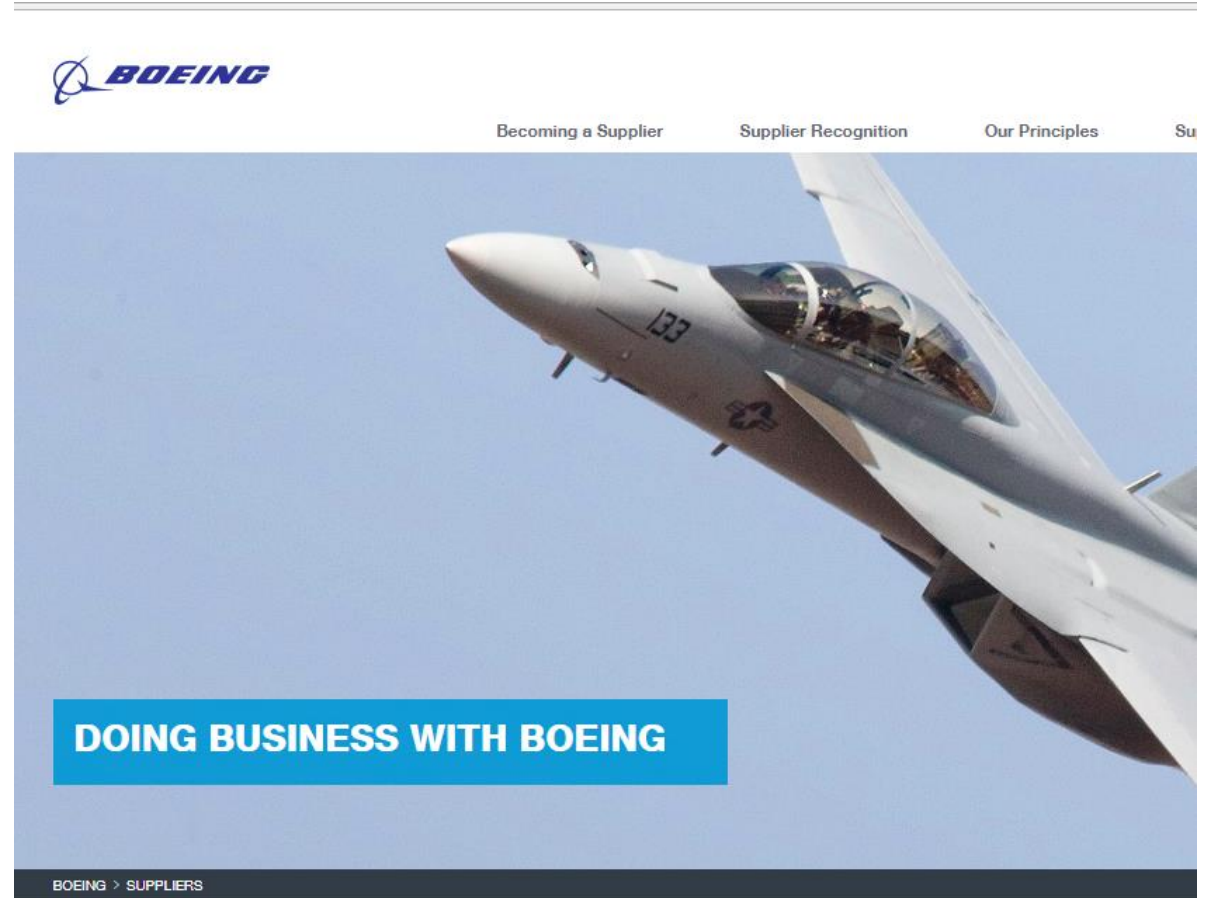 BOEING
Becoming a Supplier Supplier Recognition Our Principles
133
DOING BUSINESS WITH BOEING
BOEING > SUPPLIERS